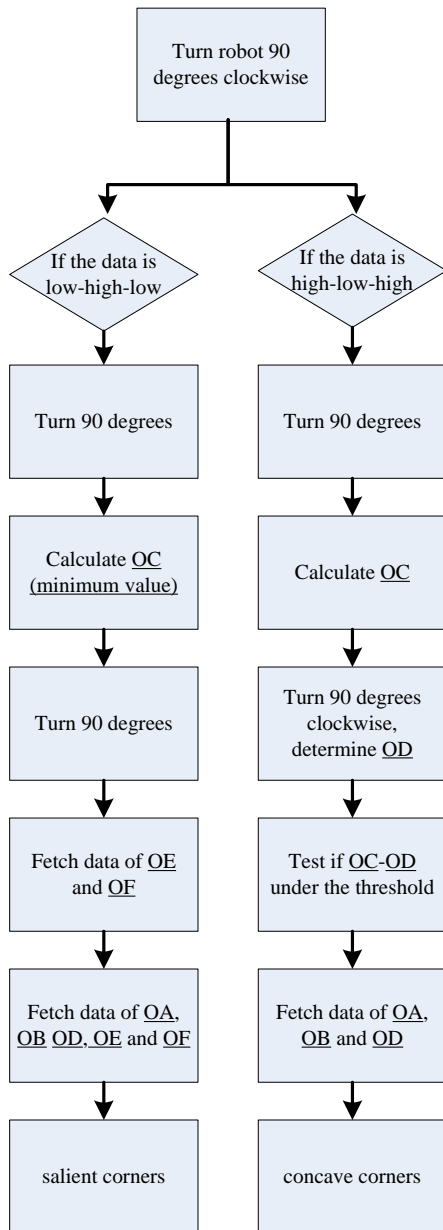 Turn robot 90
degrees clockwise
If the data is
low-high-low
If the data is
high-low-high
Turn 90 degrees
Turn 90 degrees
Calculate OC
(minimum value)
Calculate OC
Turn 90 degrees
Turn 90 degrees
clockwise,
determine OD
Fetch data of OE
and OF
Test if OC-OD
under the threshold
Fetch data of OA,
OB OD, OE and OF
Fetch data of OA,
OB and OD
salient corners
concave corners